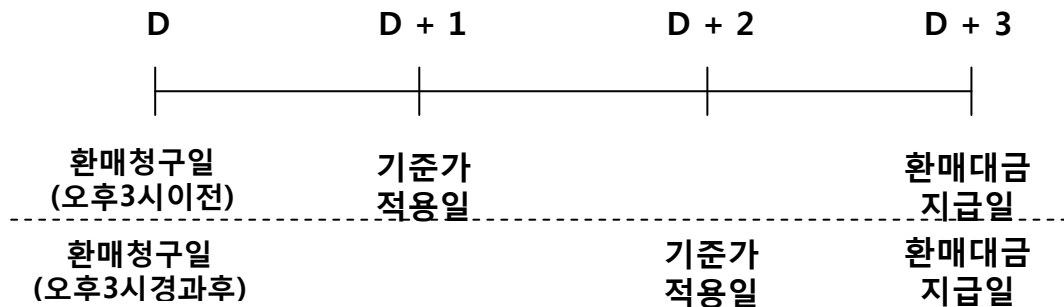 D D + 1 D + 2 D + 3
환매청구일 기준가 환매대금
(오후3시이전) 적용일 지급일
환매청구일 기준가 환매대금
(오후3시경과후) 적용일 지급일